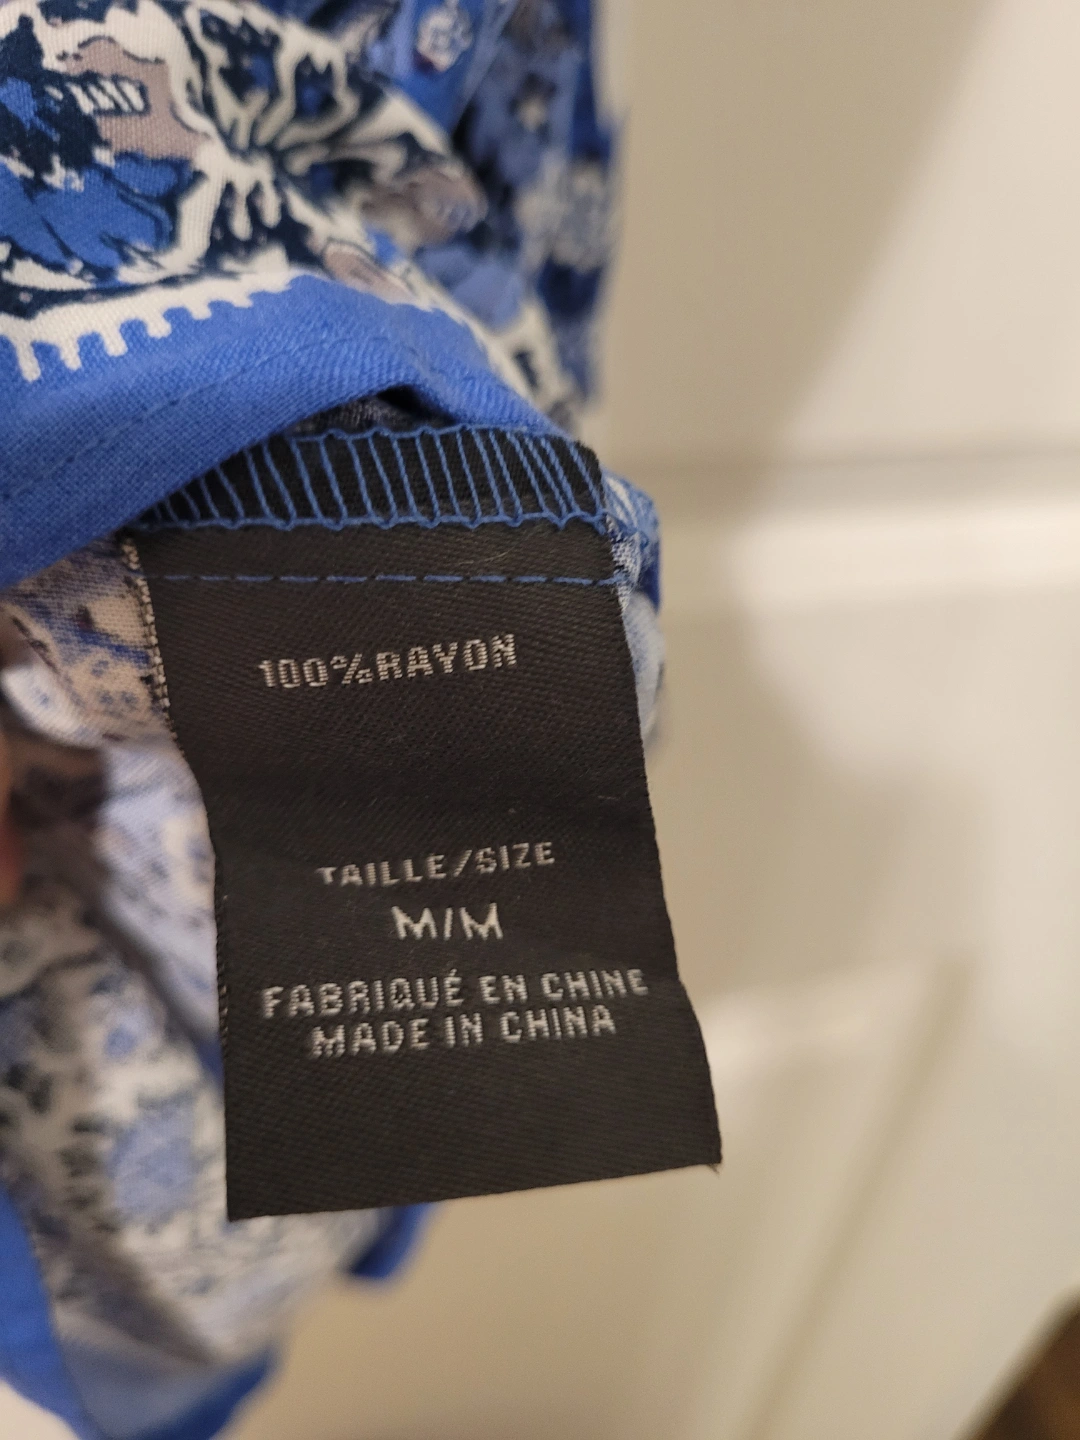 100%RAYON
TAILLE/SIZE
M/M
FABRIQUÉ EN CHINE
MADE IN CHINA